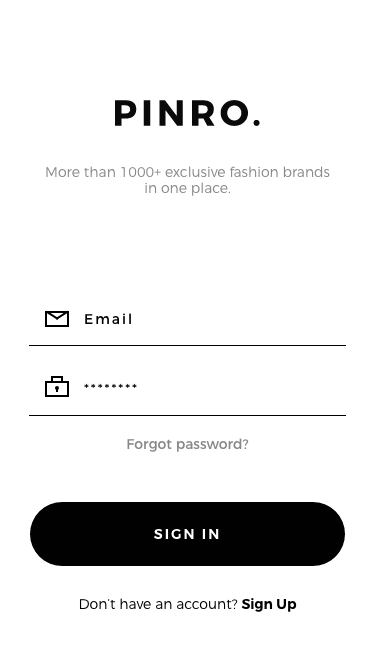 PINRO.
More than 1000+ exclusive fashion brands
in one place.
Email
********
Forgot password?
SIGN IN
Don't have an account? Sign Up